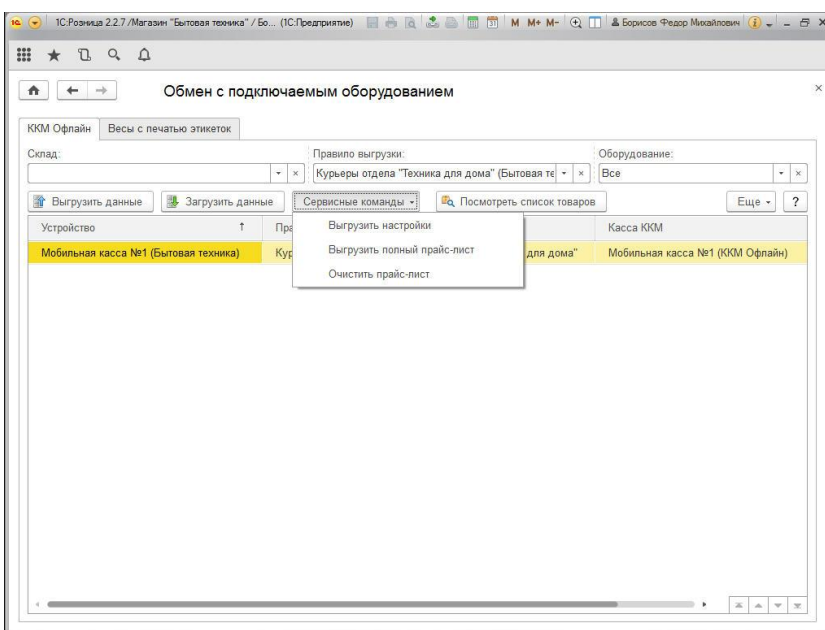 1С:Розница 2.2.7 /Магазин "Бытовая техника" / Бо... (1С:Предприятие) M M+ M- Борисов Федор Михайлович
Обмен с подключаемым оборудованием
ККМ Офлайн Весы с печатью этикеток
Склад: Правило выгрузки: Оборудование:
Курьеры отдела "Техника для дома" (Бытовая те Все
Выгрузить данные Загрузить данные Сервисные команды Посмотреть список товаров Еще ?
Устройство Пра Касса ККМ
Выгрузить настройки
Мобильная касса №1 (Бытовая техника) Кур для дома" Мобильная касса №1 (ККМ Офлайн)
Выгрузить полный прайс-лист
Очистить прайс-лист